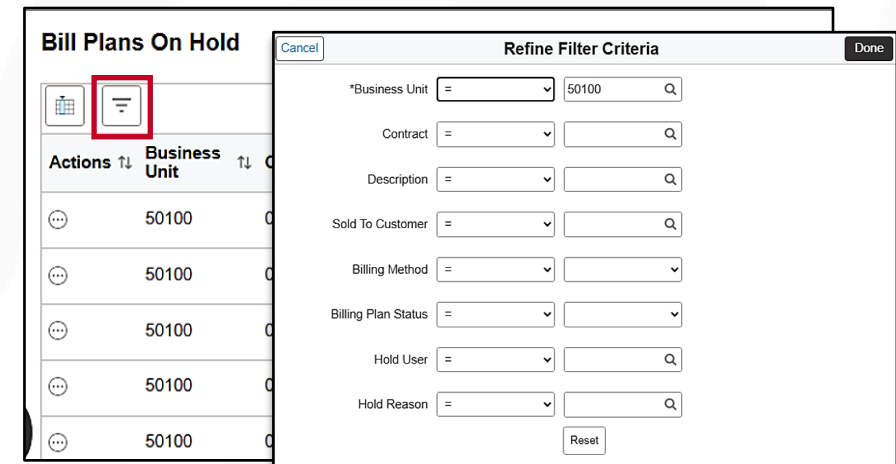 Bill Plans On Hold
Actions
Business Unit
50100
50100
50100
50100
50100
Cancel
Refine Filter Criteria
Done
*Business Unit = 50100
Contract =
Description =
Sold To Customer =
Billing Method =
Billing Plan Status =
Hold User =
Hold Reason =
Reset